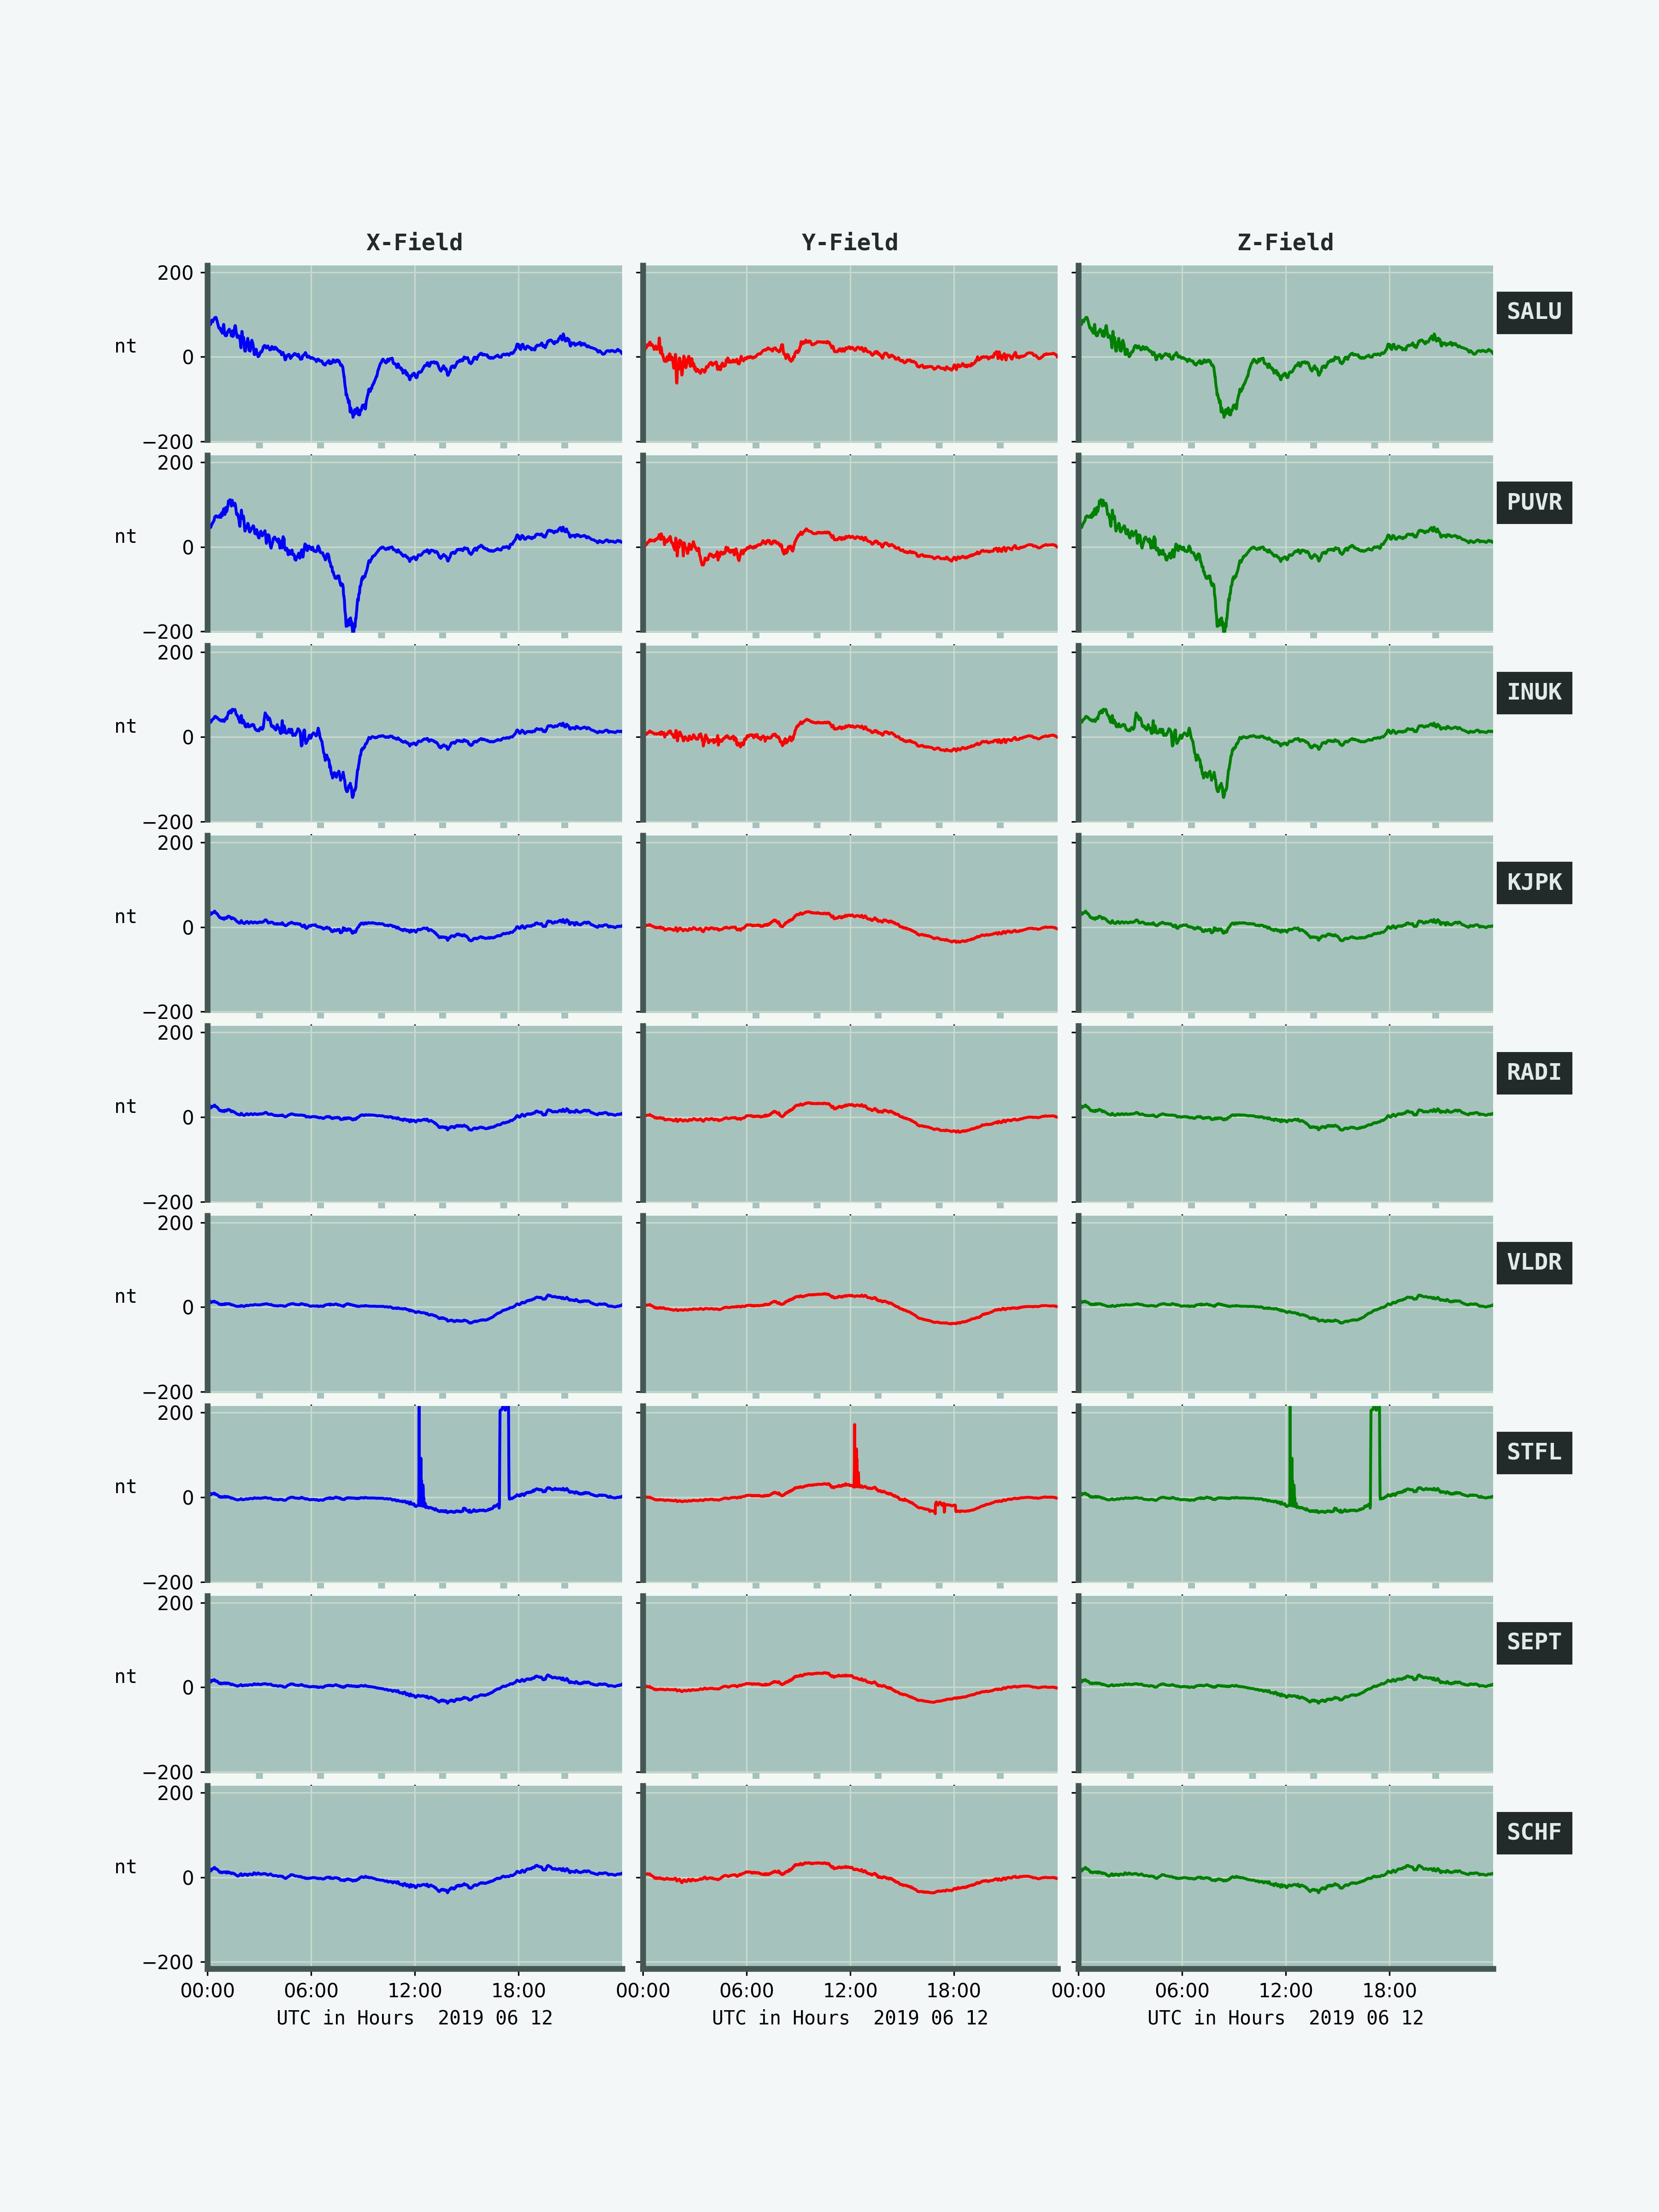 X-Field Y-Field Z-Field
200
nt 0 SALU
−200
200
nt 0 PUVR
−200
200
nt 0 INUK
−200
200
nt 0 KJPK
−200
200
nt 0 RADI
−200
200
nt 0 VLDR
−200
200
nt 0 STFL
−200
200
nt 0 SEPT
−200
200
nt 0 SCHF
−200
00:00 06:00 12:00 18:00 00:00 06:00 12:00 18:00 00:00 06:00 12:00 18:00
UTC in Hours 2019 06 12 UTC in Hours 2019 06 12 UTC in Hours 2019 06 12